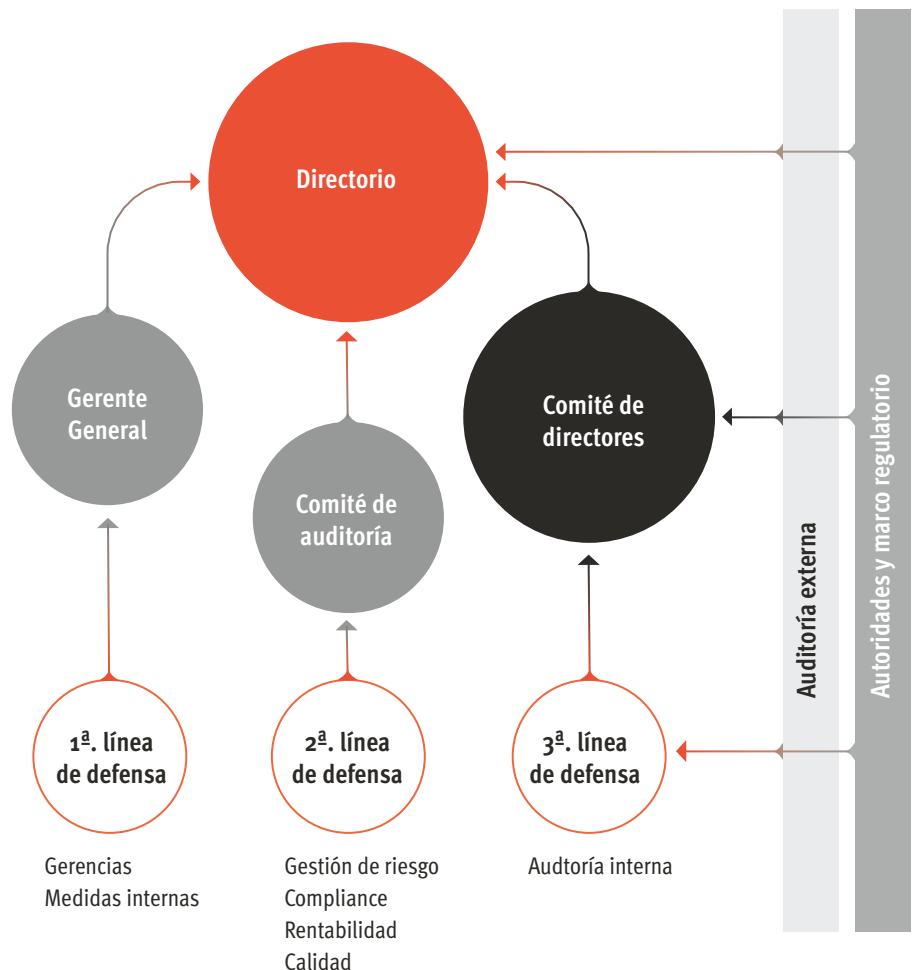 Directorio
Gerente
General
Comité de
directores
Comité de
auditoría
1ª. línea
de defensa
2ª. línea
de defensa
3ª. línea
de defensa
Gerencias
Medidas internas
Gestión de riesgo
Compliance
Rentabilidad
Calidad
Audtoría interna
Auditoría externa
Autoridades y marco regulatorio